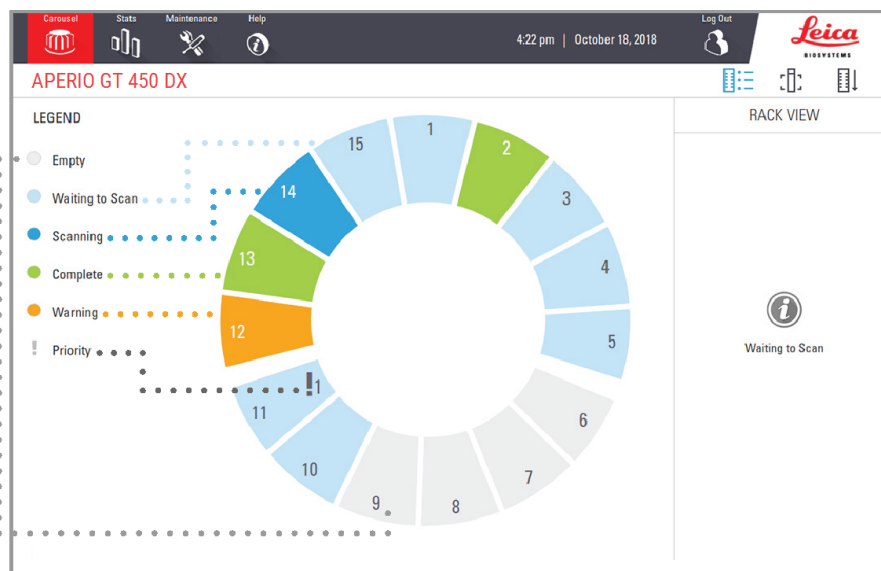 Carousel Stats Maintenance Help
4:22 pm | October 18, 2018
Log Out
Leica
BIOSYSTEMS
APERIO GT 450 DX
LEGEND
Empty
Waiting to Scan
Scanning
Complete
Warning
! Priority
1
2
3
4
5
6
7
8
9
10
11
!1
12
13
14
15
RACK VIEW
Waiting to Scan